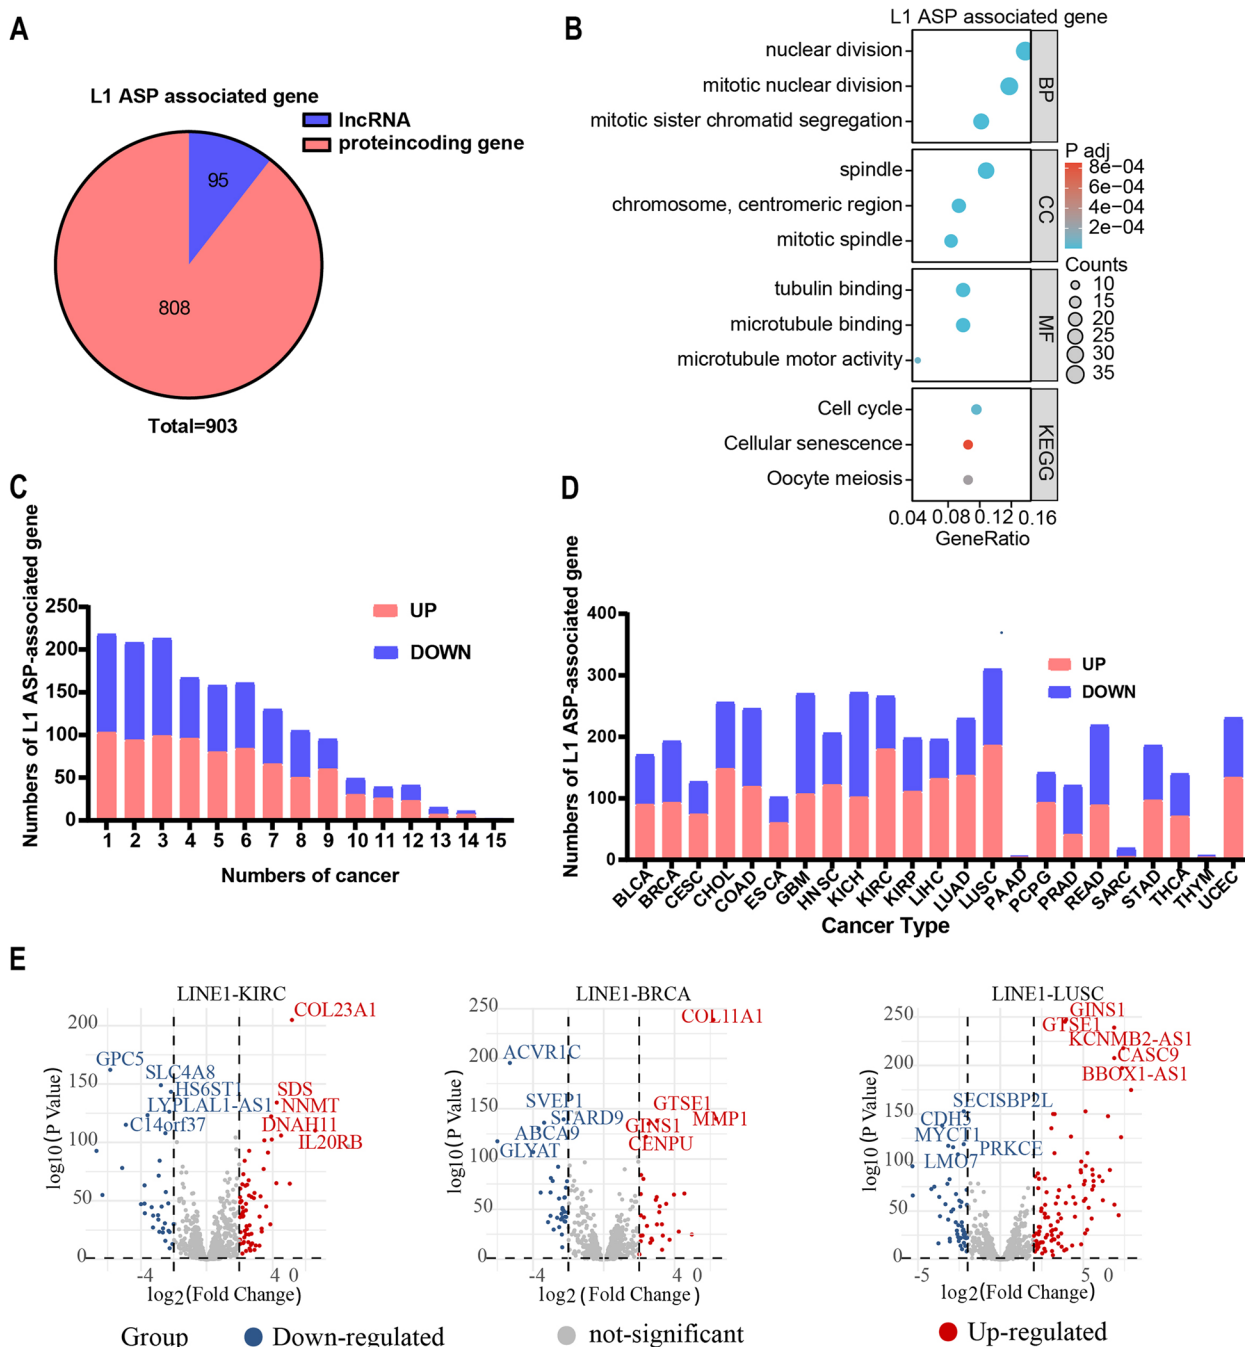 A
L1 ASP associated gene
lncRNA
proteincoding gene
95
808
Total=903
B
L1 ASP associated gene
nuclear division
mitotic nuclear division
mitotic sister chromatid segregation
BP
spindle
chromosome, centromeric region
mitotic spindle
CC
tubulin binding
microtubule binding
microtubule motor activity
MF
Cell cycle
Cellular senescence
Oocyte meiosis
KEGG
0.04 0.08 0.12 0.16
GeneRatio
P adj
8e−04
6e−04
4e−04
2e−04
Counts
10
15
20
25
30
35
C
Numbers of L1 ASP-associated gene
250
200
150
100
50
0
UP
DOWN
1 2 3 4 5 6 7 8 9 10 11 12 13 14 15
Numbers of cancer
D
Numbers of L1 ASP-associated gene
400
300
200
100
0
UP
DOWN
BLCA BRCA CESC CHOL COAD ESCA GBM HNSC KICH KIRC KIRP LIHC LUAD LUSC PAAD PCPG PRAD READ SARC STAD THCA THYM UCEC
Cancer Type
E
LINE1-KIRC
log10(P Value)
200
150
100
50
0
COL23A1
GPC5
SLC4A8
HS6ST1
SDS
LYPLAL1-AS1
NNMT
C14orf37
DNAH11
IL20RB
-4 4 0
log2(Fold Change)
LINE1-BRCA
log10(P Value)
250
200
150
100
50
0
COL11A1
ACVR1C
SVEP1
GTSE1
STARD9
MMP1
GINS1
ABCA9
CENPU
GLYAT
-4 4 0
log2(Fold Change)
LINE1-LUSC
log10(P Value)
250
200
150
100
50
0
GINS1
GTSE1
KCNMB2-AS1
CASC9
BBOX1-AS1
SECISBP2L
CDH5
MYCT1
PRKCE
LMO7
-5 5 0
log2(Fold Change)
Group
Down-regulated
not-significant
Up-regulated